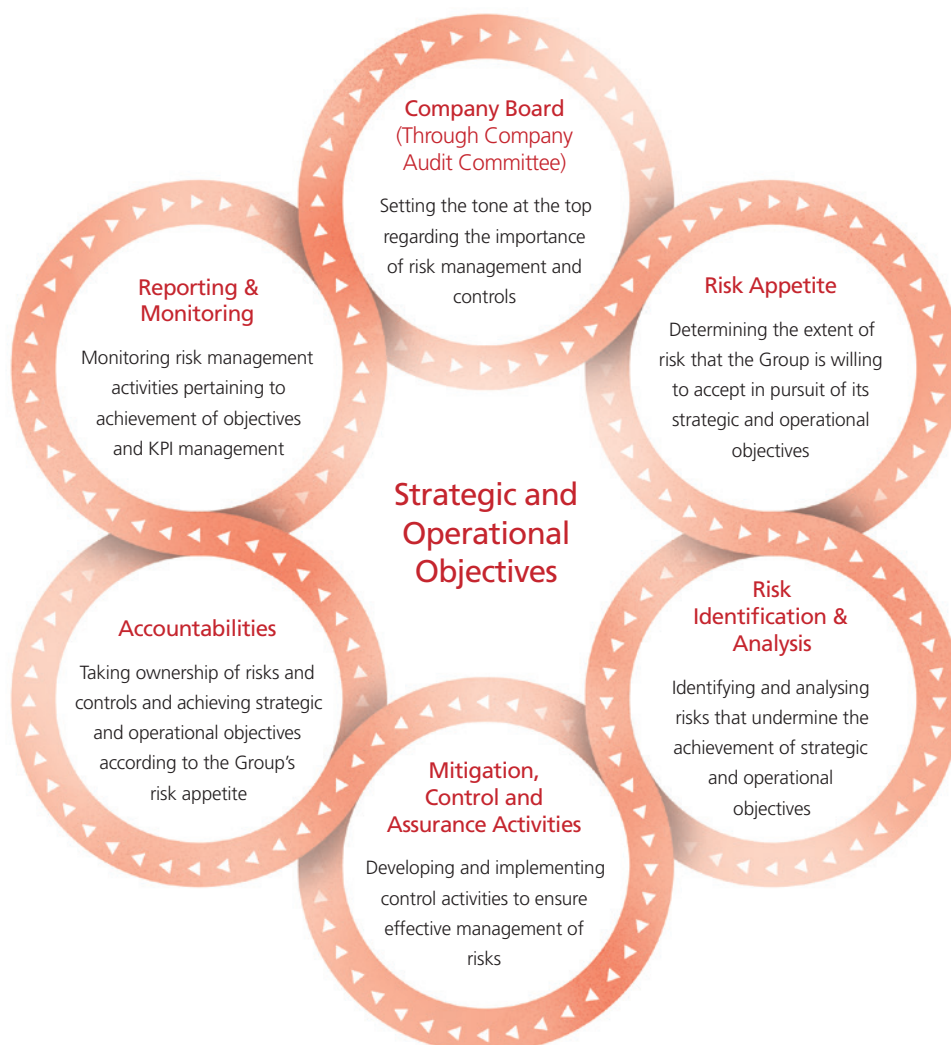 Company Board
(Through Company
Audit Committee)
Setting the tone at the top
regarding the importance
of risk management and
controls
Risk Appetite
Determining the extent of
risk that the Group is willing
to accept in pursuit of its
strategic and operational
objectives
Risk
Identification &
Analysis
Identifying and analysing
risks that undermine the
achievement of strategic
and operational
objectives
Mitigation,
Control and
Assurance Activities
Developing and implementing
control activities to ensure
effective management of
risks
Accountabilities
Taking ownership of risks and
controls and achieving strategic
and operational objectives
according to the Group’s
risk appetite
Reporting &
Monitoring
Monitoring risk management
activities pertaining to
achievement of objectives
and KPI management
Strategic and
Operational
Objectives